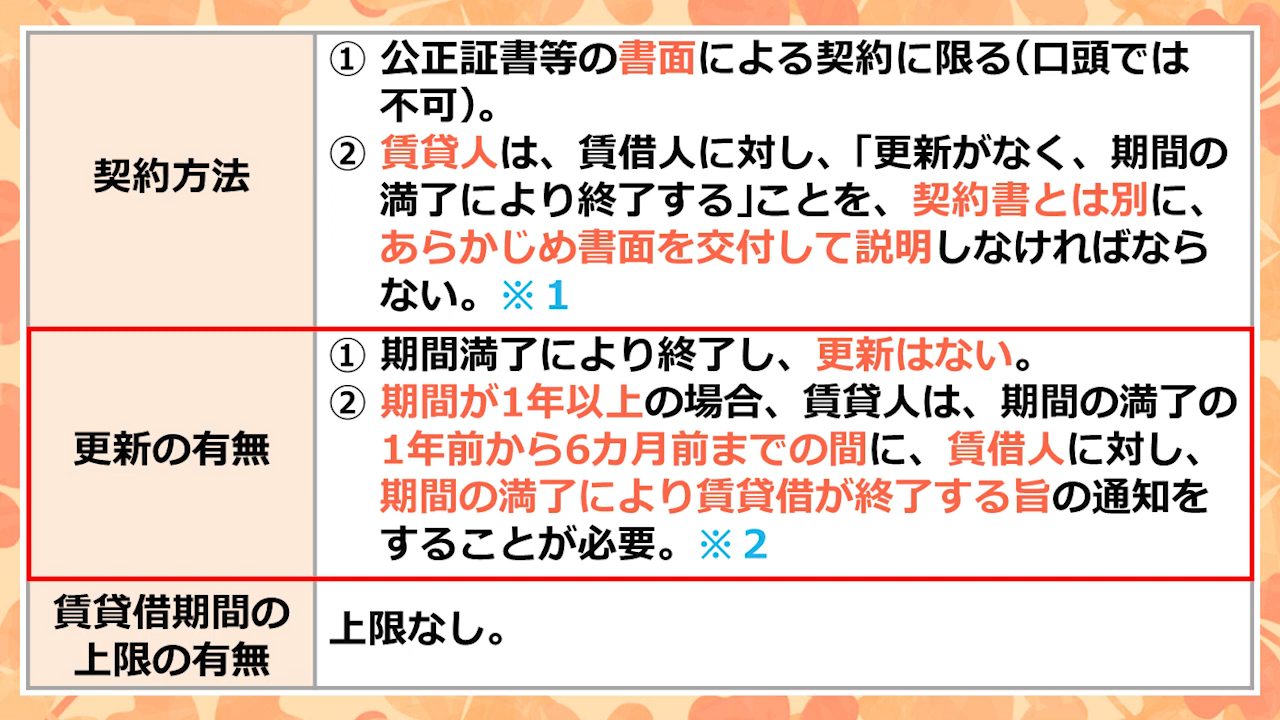 契約方法
① 公正証書等の書面による契約に限る(口頭では
不可)。
② 賃貸人は、賃借人に対し、「更新がなく、期間の
満了により終了する」ことを、契約書とは別に、
あらかじめ書面を交付して説明しなければなら
ない。※1
更新の有無
① 期間満了により終了し、更新はない。
② 期間が1年以上の場合、賃貸人は、期間の満了の
1年前から6カ月前までの間に、賃借人に対し、
期間の満了により賃貸借が終了する旨の通知を
することが必要。※2
賃貸借期間の
上限の有無
上限なし。